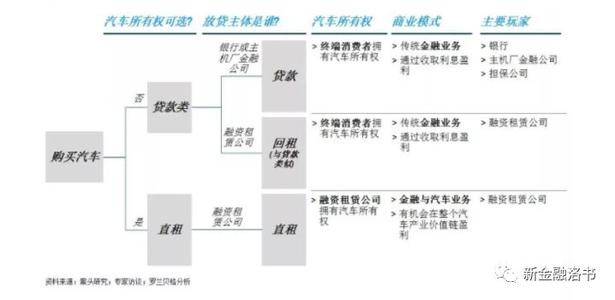 汽车所有权可选?
放贷主体是谁?
汽车所有权
商业模式
主要玩家
购买汽车
否
贷款类
银行或主
机厂金融
公司
贷款
> 终端消费者拥
有汽车所有权
> 传统金融业务
> 通过收取利息盈
利
> 银行
> 主机厂金融公司
> 担保公司
融资租
赁公司
回租
(与贷款
类似)
> 终端消费者拥
有汽车所有权
> 传统金融业务
> 通过收取利息盈
利
> 融资租赁公司
是
直租
融资租
赁公司
直租
> 融资租赁公司
拥有汽车所有
权
> 金融与汽车业务
> 有机会在整个汽
车产业价值链盈
利
> 融资租赁公司
资料来源：案头研究；专家访谈；罗兰贝格分析
新金融洛书